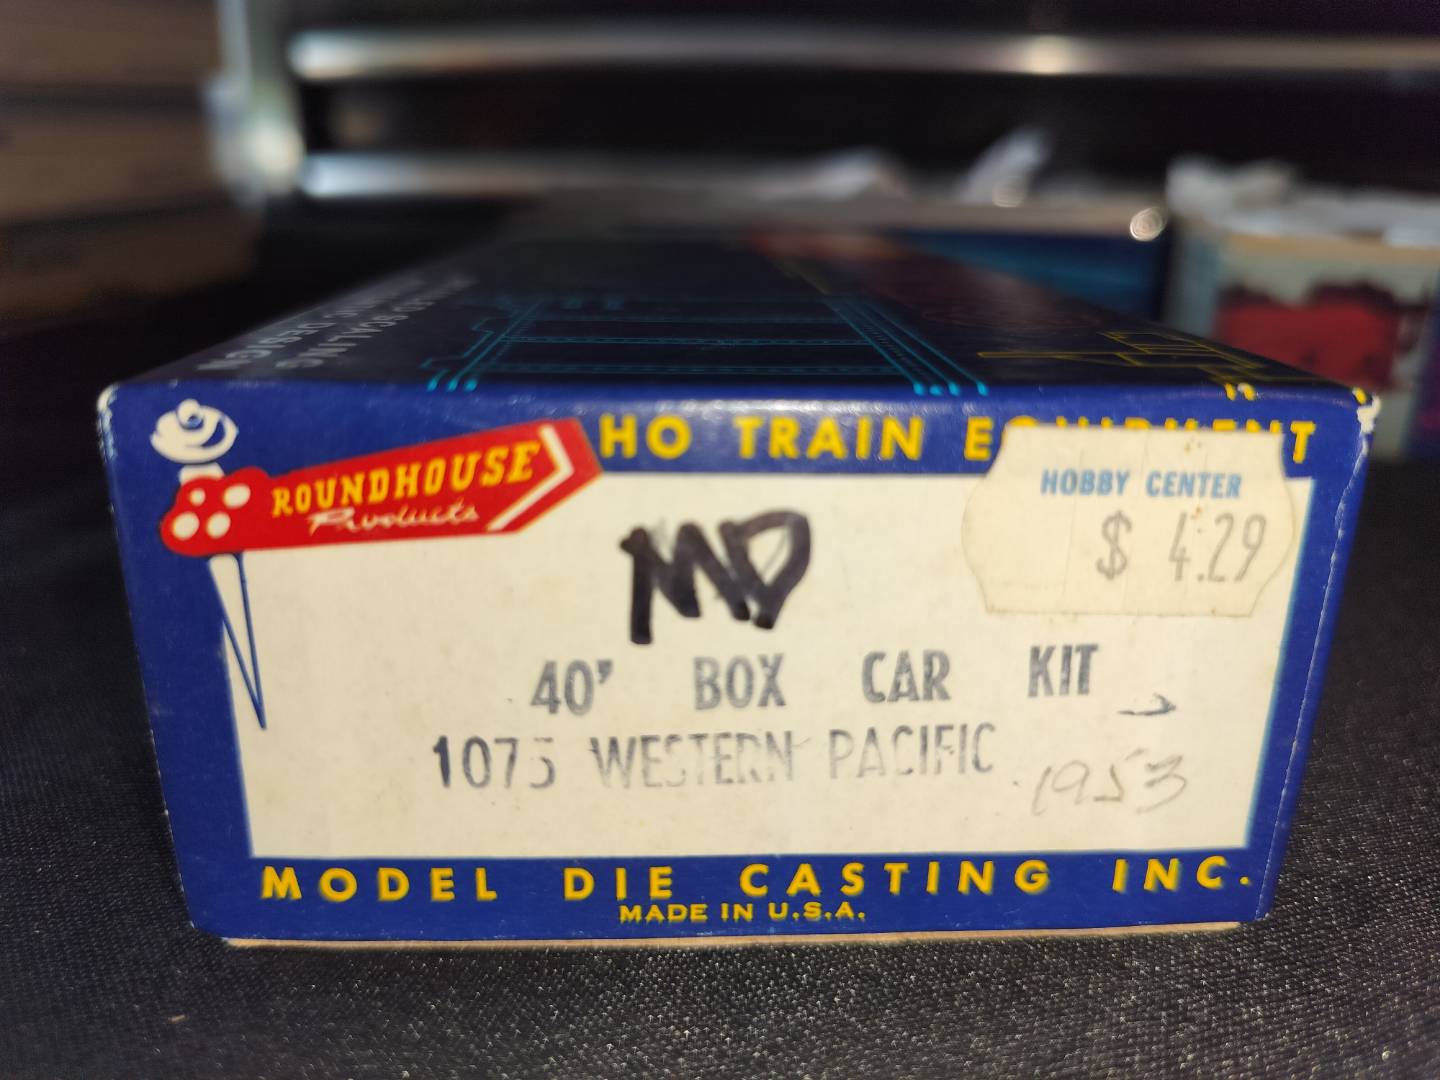 ROUNDHOUSE
Products
HO TRAIN
HOBBY CENTER
$ 4.29
MD
40' BOX CAR KIT
1075 WESTERN PACIFIC
1953
MODEL DIE CASTING INC.
MADE IN U.S.A.